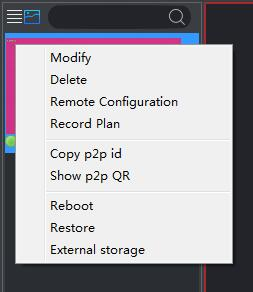 Modify
Delete
Remote Configuration
Record Plan
Copy p2p id
Show p2p QR
Reboot
Restore
External storage